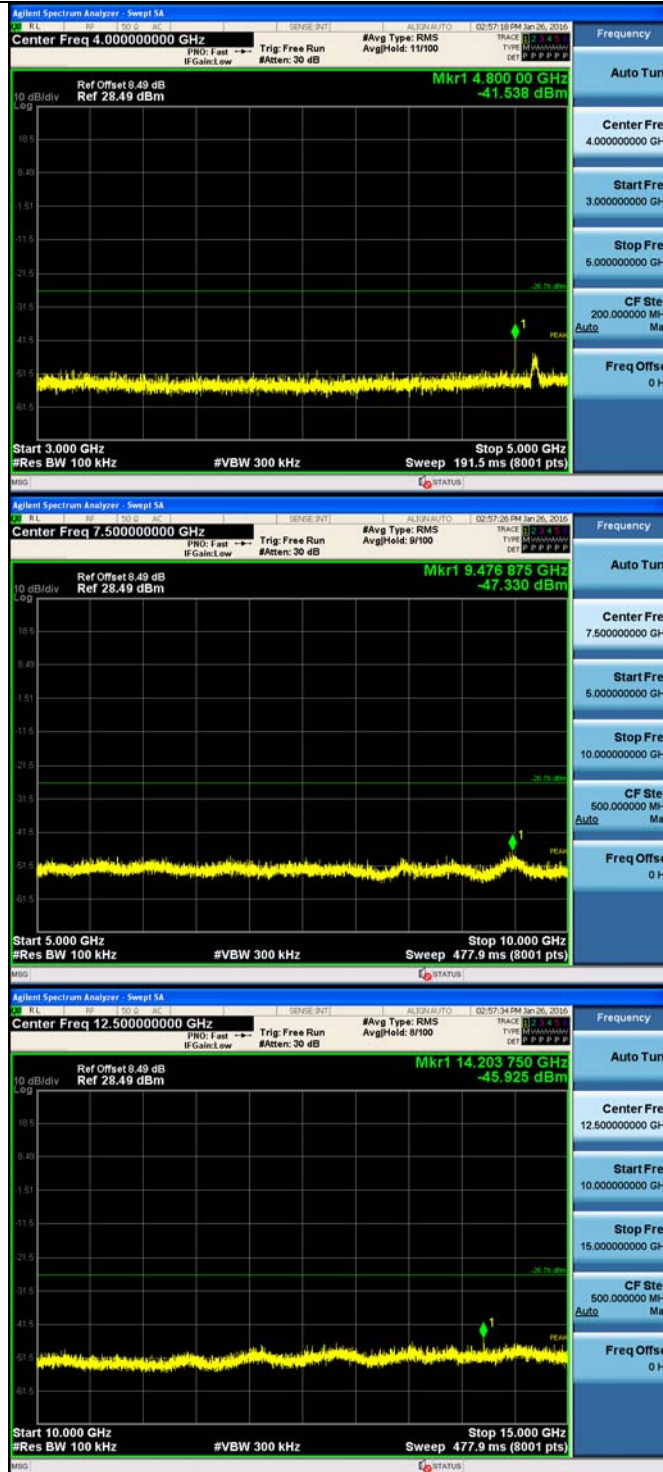 Agilent Spectrum Analyzer - Swept SA
RL RF 50 Ω AC SENSE:INT ALIGN AUTO 02:57:18 PM Jan 26, 2016
Center Freq 4.000000000 GHz
PNO: Fast Trig: Free Run
IFGain:Low #Atten: 30 dB
#Avg Type: RMS
Avg|Hold: 11/100
TRACE 1 2 3 4 5 6
TYPE M
DET P P P P P P
Frequency
Mkr1 4.800 00 GHz
-41.538 dBm
Ref Offset 8.49 dB
10 dB/div Ref 28.49 dBm
Log
Auto Tun
18.5
8.49
-1.51
-11.5
-21.5
-31.5
-41.5
-51.5
-61.5
-26.76 dBm
1
PEAK
Center Fre
4.000000000 GH
Start Fre
3.000000000 GH
Stop Fre
5.000000000 GH
CF Ste
200.000000 MH
Auto Ma
Freq Offse
0 H
Start 3.000 GHz Stop 5.000 GHz
#Res BW 100 kHz #VBW 300 kHz Sweep 191.5 ms (8001 pts)
MSG STATUS
Agilent Spectrum Analyzer - Swept SA
RL RF 50 Ω AC SENSE:INT ALIGN AUTO 02:57:26 PM Jan 26, 2016
Center Freq 7.500000000 GHz
PNO: Fast Trig: Free Run
IFGain:Low #Atten: 30 dB
#Avg Type: RMS
Avg|Hold: 9/100
TRACE 1 2 3 4 5 6
TYPE M
DET P P P P P P
Frequency
Mkr1 9.476 875 GHz
-47.330 dBm
Ref Offset 8.49 dB
10 dB/div Ref 28.49 dBm
Log
Auto Tun
18.5
8.49
-1.51
-11.5
-21.5
-31.5
-41.5
-51.5
-61.5
-26.76 dBm
1
PEAK
Center Fre
7.500000000 GH
Start Fre
5.000000000 GH
Stop Fre
10.000000000 GH
CF Ste
500.000000 MH
Auto Ma
Freq Offse
0 H
Start 5.000 GHz Stop 10.000 GHz
#Res BW 100 kHz #VBW 300 kHz Sweep 477.9 ms (8001 pts)
MSG STATUS
Agilent Spectrum Analyzer - Swept SA
RL RF 50 Ω AC SENSE:INT ALIGN AUTO 02:57:34 PM Jan 26, 2016
Center Freq 12.500000000 GHz
PNO: Fast Trig: Free Run
IFGain:Low #Atten: 30 dB
#Avg Type: RMS
Avg|Hold: 8/100
TRACE 1 2 3 4 5 6
TYPE M
DET P P P P P P
Frequency
Mkr1 14.203 750 GHz
-45.925 dBm
Ref Offset 8.49 dB
10 dB/div Ref 28.49 dBm
Log
Auto Tun
18.5
8.49
-1.51
-11.5
-21.5
-31.5
-41.5
-51.5
-61.5
-26.76 dBm
1
PEAK
Center Fre
12.500000000 GH
Start Fre
10.000000000 GH
Stop Fre
15.000000000 GH
CF Ste
500.000000 MH
Auto Ma
Freq Offse
0 H
Start 10.000 GHz Stop 15.000 GHz
#Res BW 100 kHz #VBW 300 kHz Sweep 477.9 ms (8001 pts)
MSG STATUS